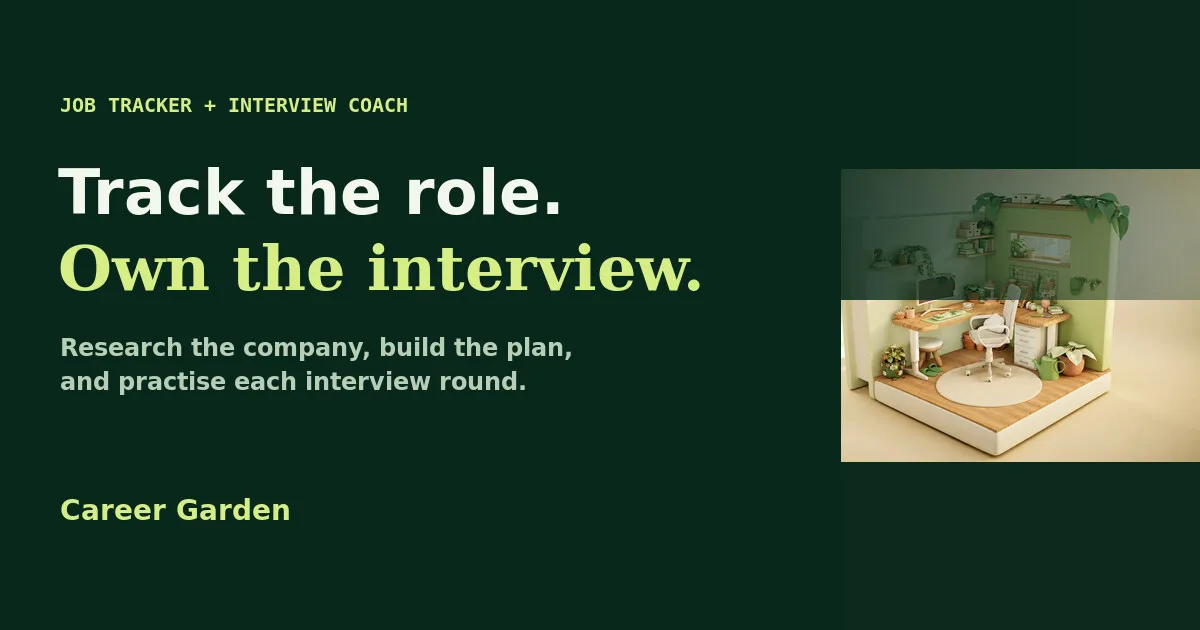 JOB TRACKER + INTERVIEW COACH
Track the role.
Own the interview.
Research the company, build the plan,
and practise each interview round.
Career Garden